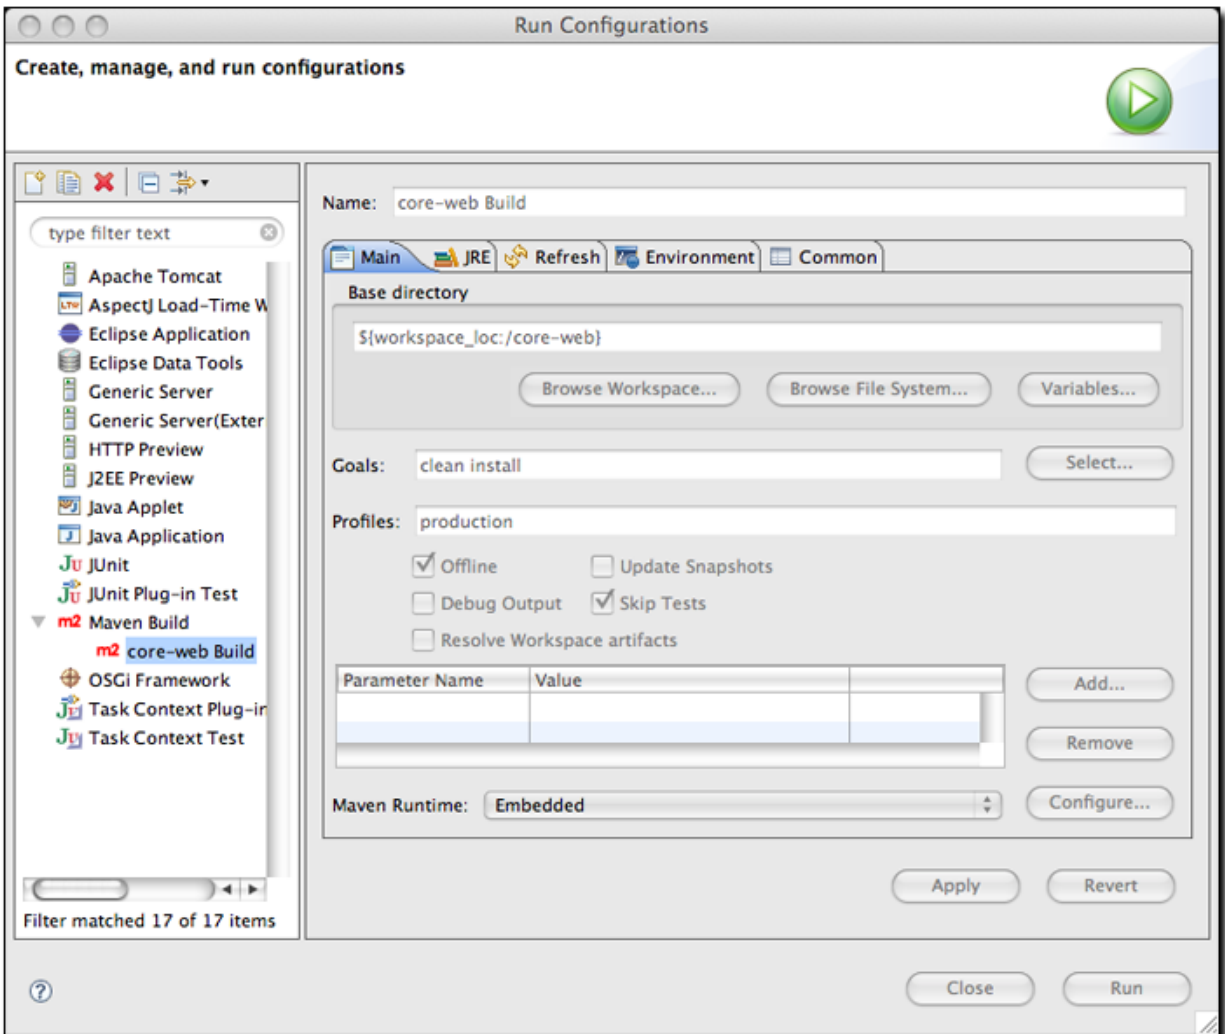 Run Configurations
Create, manage, and run configurations
type filter text
Apache Tomcat
AspectJ Load-Time W
Eclipse Application
Eclipse Data Tools
Generic Server
Generic Server(Exter
HTTP Preview
J2EE Preview
Java Applet
Java Application
JUnit
JUnit Plug-in Test
m2 Maven Build
m2 core-web Build
OSGi Framework
Task Context Plug-in
Task Context Test
Filter matched 17 of 17 items
Name: core-web Build
Main JRE Refresh Environment Common
Base directory
${workspace_loc:/core-web}
Browse Workspace... Browse File System... Variables...
Goals: clean install Select...
Profiles: production
Offline Update Snapshots
Debug Output Skip Tests
Resolve Workspace artifacts
Parameter Name Value Add...
Remove
Maven Runtime: Embedded Configure...
Apply Revert
Close Run